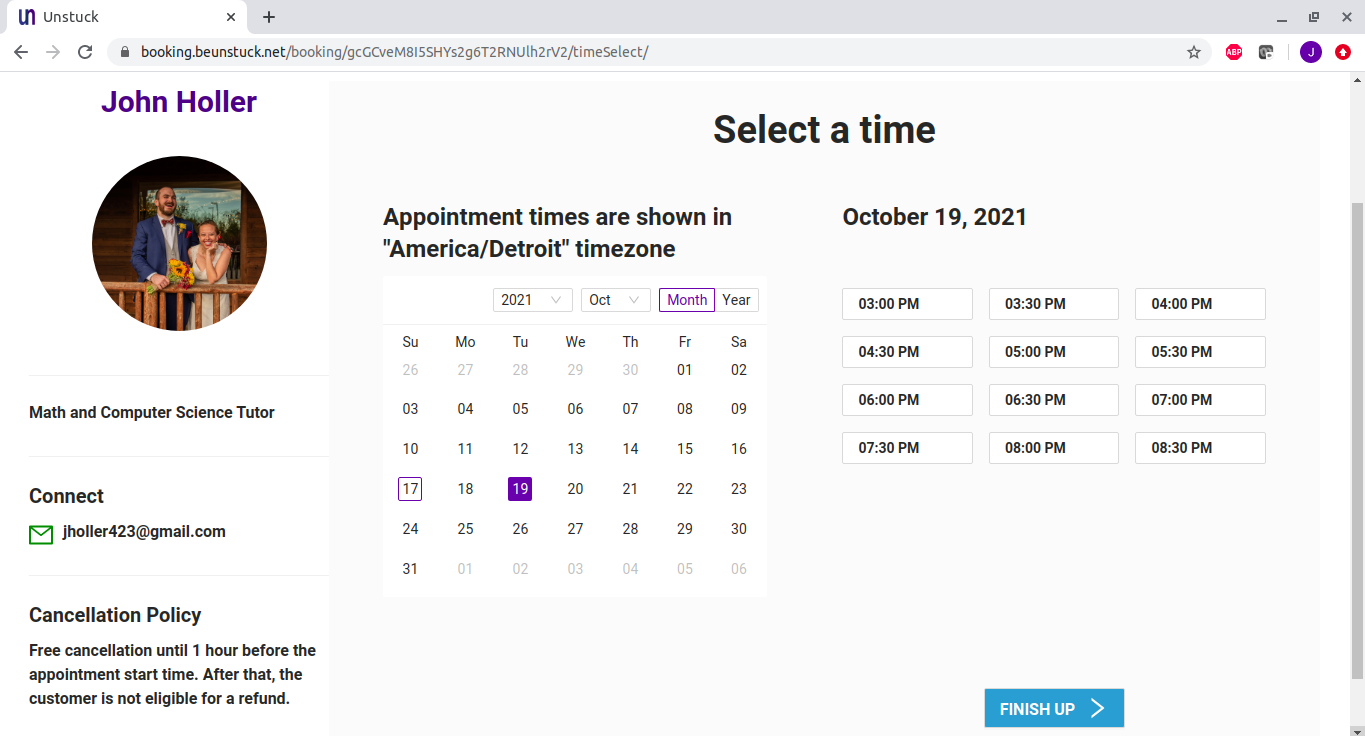 Unstuck
booking.beunstuck.net/booking/gcGCveM8I5SHYs2g6T2RNUlh2rV2/timeSelect/
ABP
J
John Holler
Math and Computer Science Tutor
Connect
jholler423@gmail.com
Cancellation Policy
Free cancellation until 1 hour before the
appointment start time. After that, the
customer is not eligible for a refund.
Select a time
Appointment times are shown in
"America/Detroit" timezone
2021 Oct Month Year
Su Mo Tu We Th Fr Sa
26 27 28 29 30 01 02
03 04 05 06 07 08 09
10 11 12 13 14 15 16
17 18 19 20 21 22 23
24 25 26 27 28 29 30
31 01 02 03 04 05 06
October 19, 2021
03:00 PM 03:30 PM 04:00 PM
04:30 PM 05:00 PM 05:30 PM
06:00 PM 06:30 PM 07:00 PM
07:30 PM 08:00 PM 08:30 PM
FINISH UP